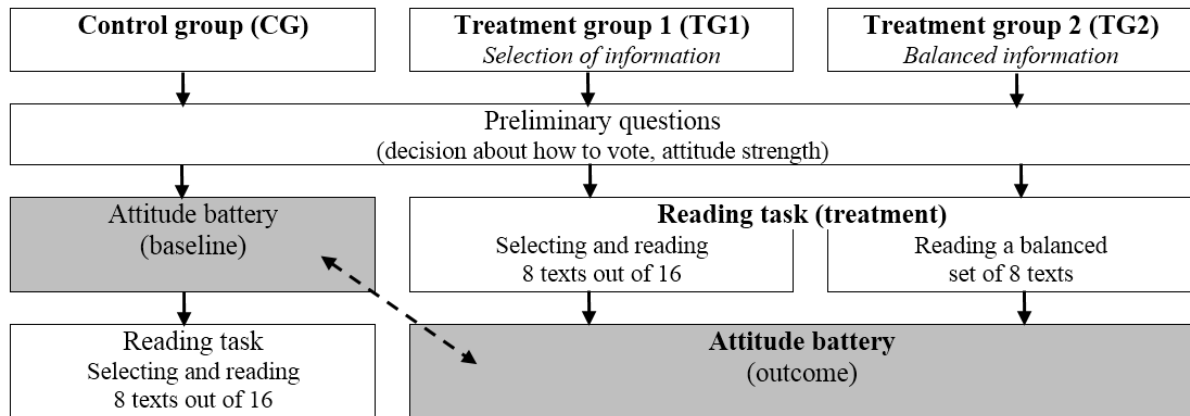 Control group (CG)
Treatment group 1 (TG1)
Selection of information
Treatment group 2 (TG2)
Balanced information
Preliminary questions
(decision about how to vote, attitude strength)
Attitude battery
(baseline)
Reading task (treatment)
Selecting and reading
8 texts out of 16
Reading a balanced
set of 8 texts
Reading task
Selecting and reading
8 texts out of 16
Attitude battery
(outcome)